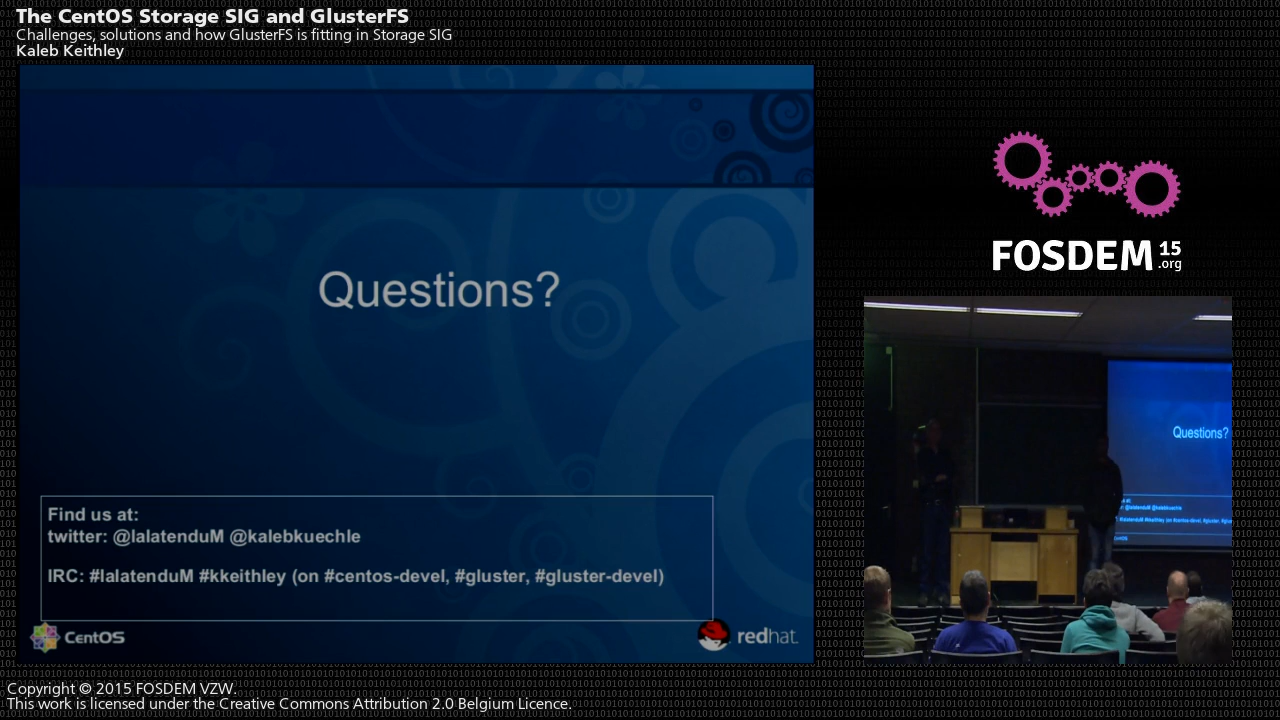 The CentOS Storage SIG and GlusterFS
Challenges, solutions and how GlusterFS is fitting in Storage SIG
Kaleb Keithley
Questions?
Find us at:
twitter: @lalatenduM @kalebkuechle
IRC: #lalatenduM #kkeithley (on #centos-devel, #gluster, #gluster-devel)
CentOS
redhat.
FOSDEM 15
.org
Questions?
Copyright © 2015 FOSDEM VZW.
This work is licensed under the Creative Commons Attribution 2.0 Belgium Licence.